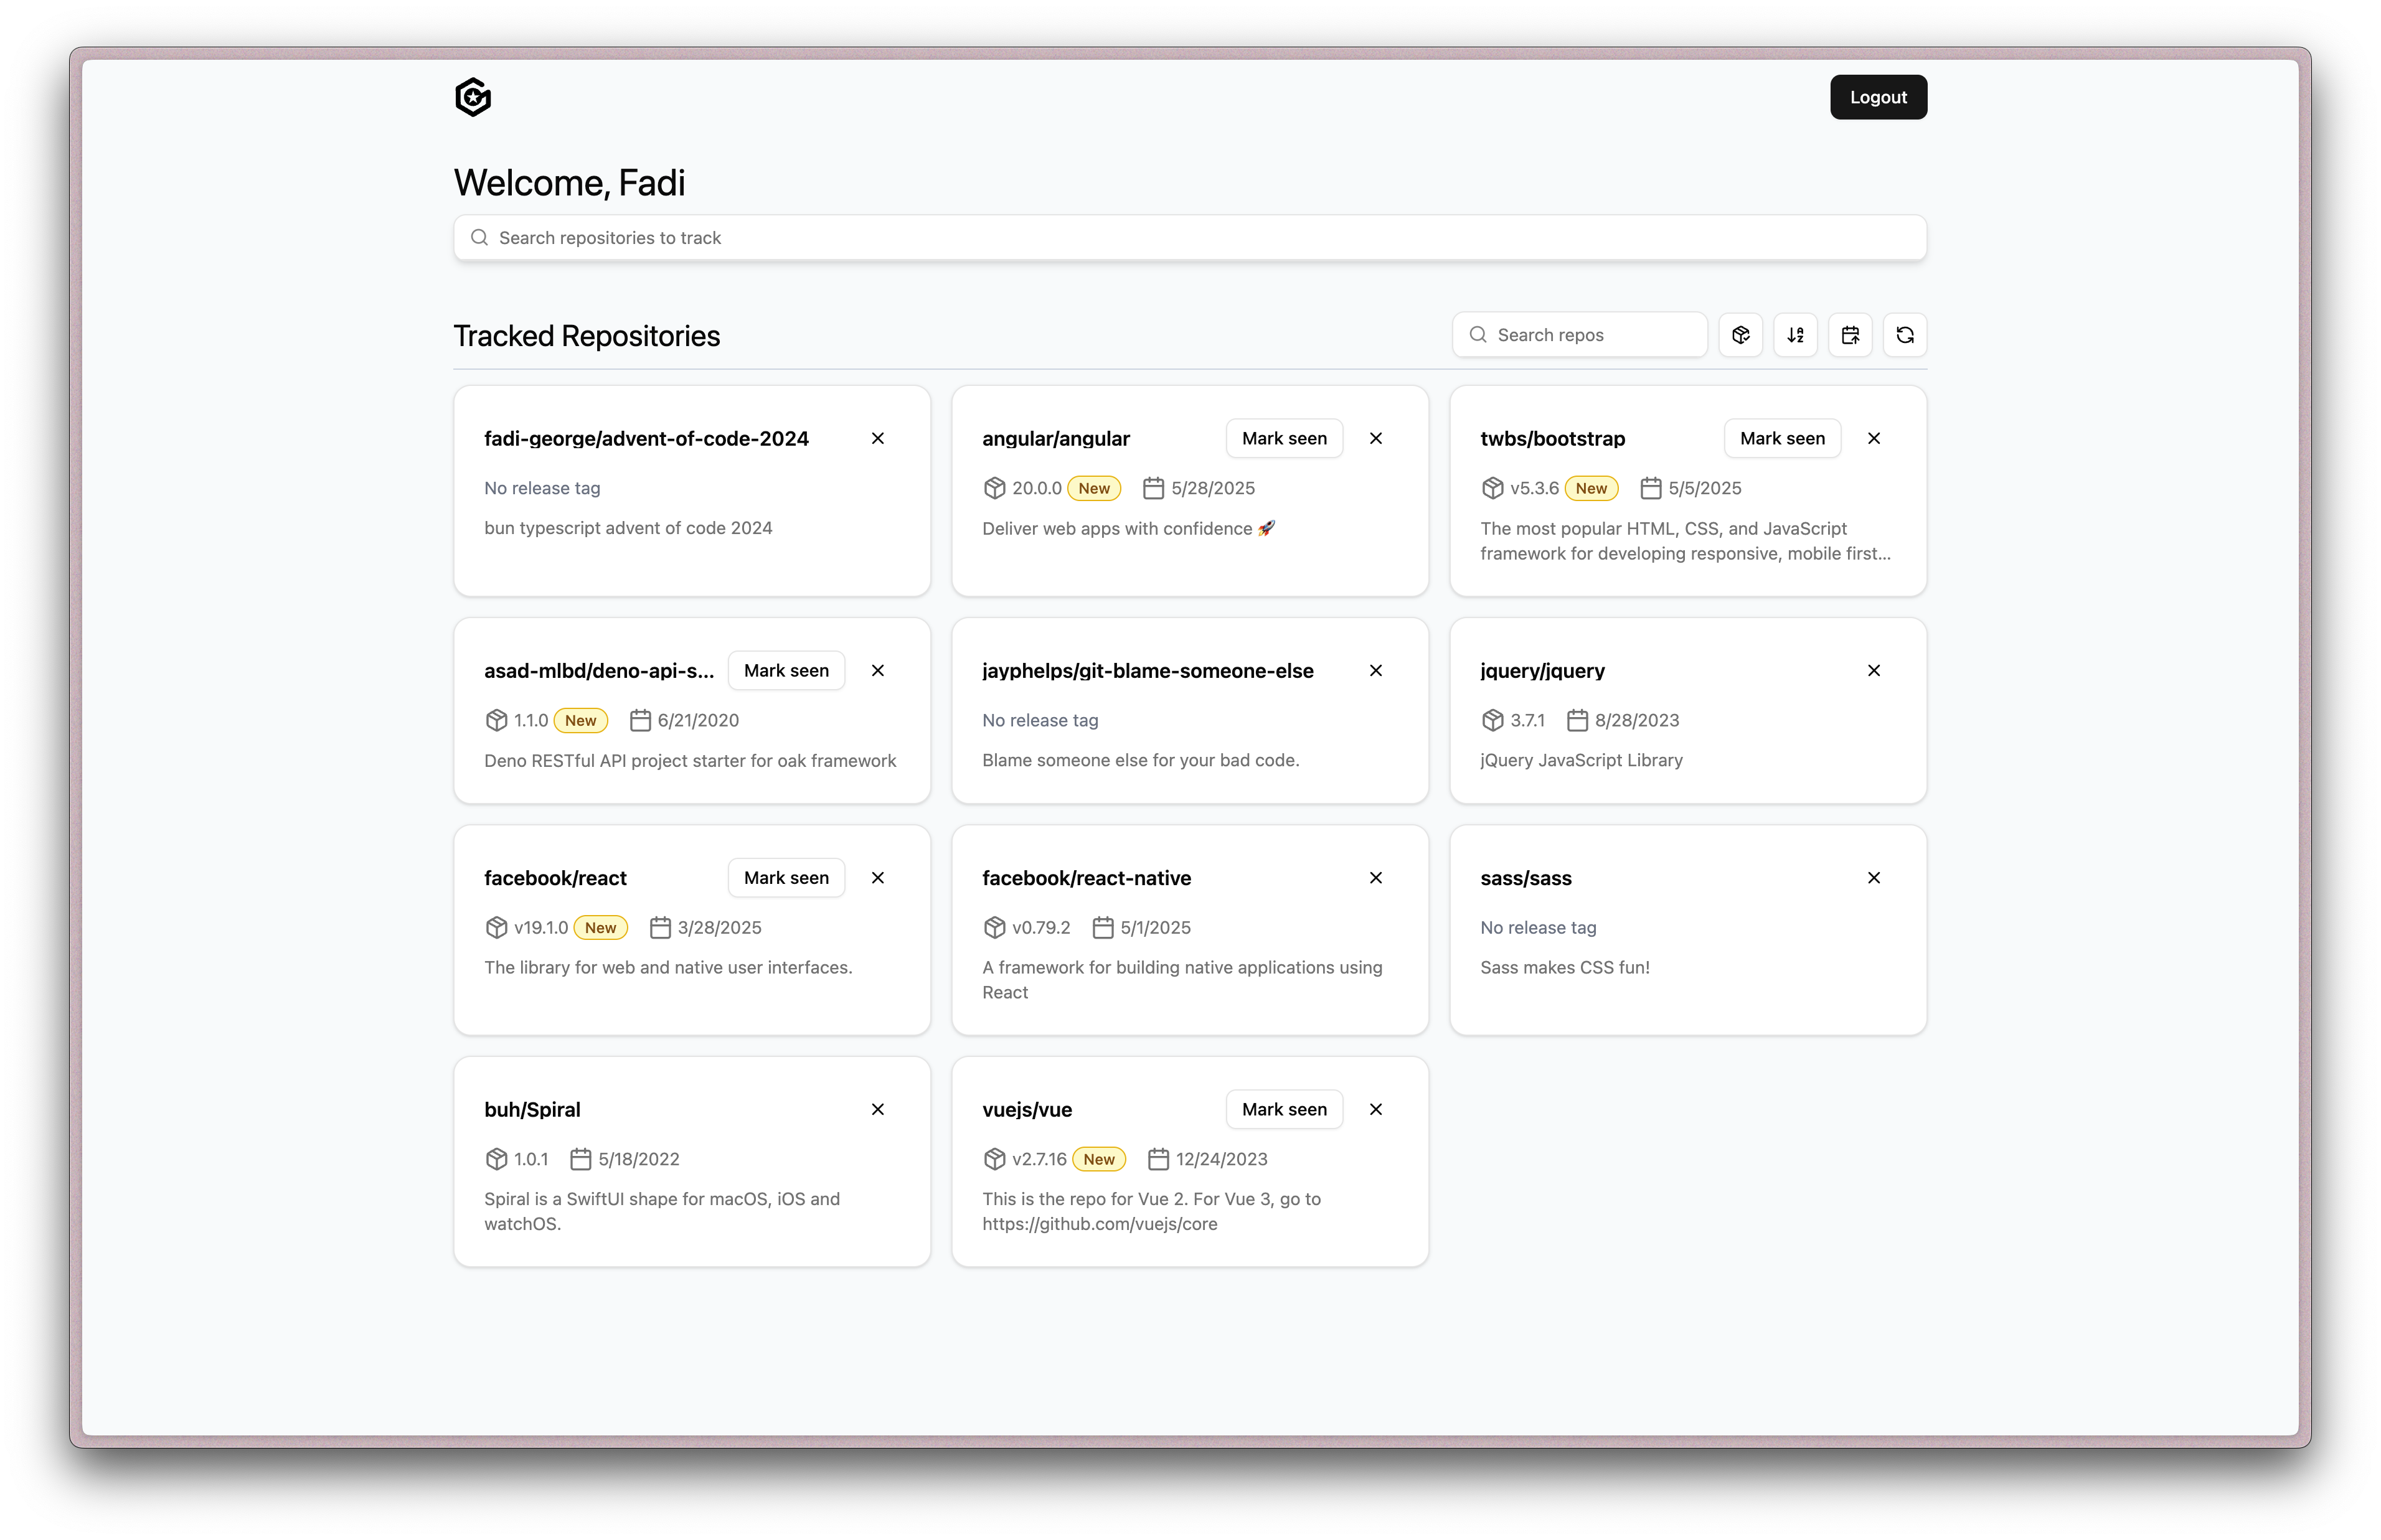 Logout
Welcome, Fadi
Search repositories to track
Tracked Repositories
Search repos
fadi-george/advent-of-code-2024
No release tag
bun typescript advent of code 2024
angular/angular
Mark seen
20.0.0 New 5/28/2025
Deliver web apps with confidence 🚀
twbs/bootstrap
Mark seen
v5.3.6 New 5/5/2025
The most popular HTML, CSS, and JavaScript
framework for developing responsive, mobile first...
asad-mlbd/deno-api-s...
Mark seen
1.1.0 New 6/21/2020
Deno RESTful API project starter for oak framework
jayphelps/git-blame-someone-else
No release tag
Blame someone else for your bad code.
jquery/jquery
3.7.1 8/28/2023
jQuery JavaScript Library
facebook/react
Mark seen
v19.1.0 New 3/28/2025
The library for web and native user interfaces.
facebook/react-native
v0.79.2 5/1/2025
A framework for building native applications using
React
sass/sass
No release tag
Sass makes CSS fun!
buh/Spiral
1.0.1 5/18/2022
Spiral is a SwiftUI shape for macOS, iOS and
watchOS.
vuejs/vue
Mark seen
v2.7.16 New 12/24/2023
This is the repo for Vue 2. For Vue 3, go to
https://github.com/vuejs/core